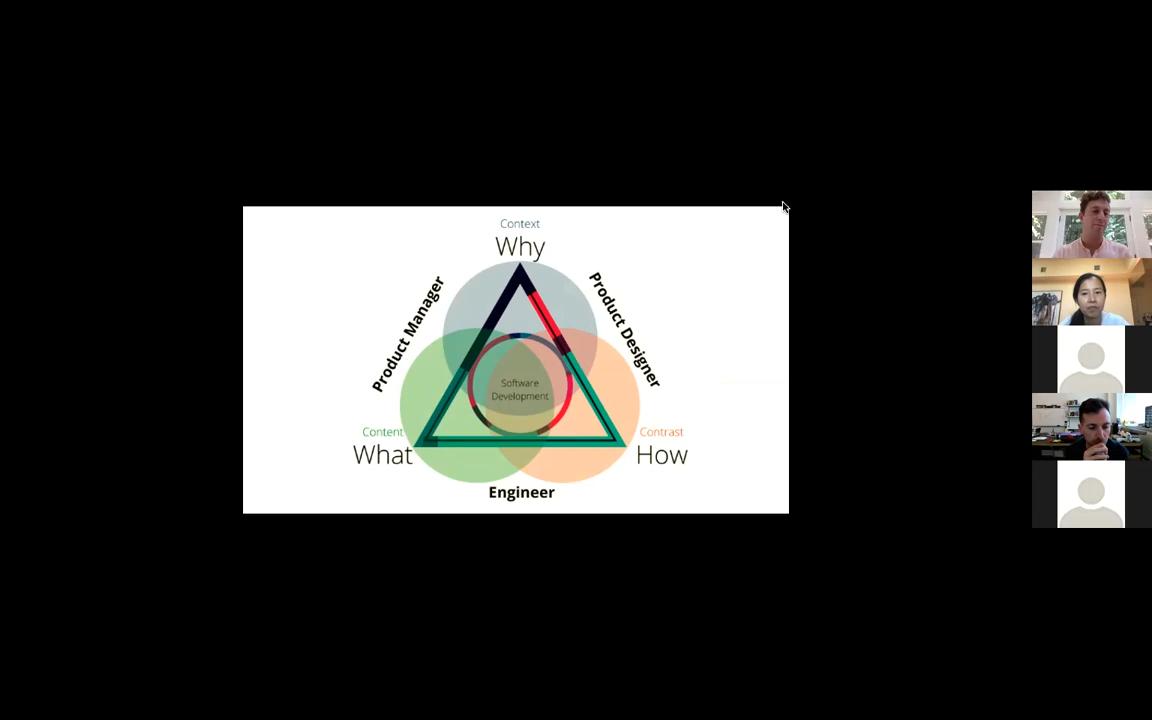 Context
Why
Product Manager
Product Designer
Software
Development
Content
What
Contrast
How
Engineer